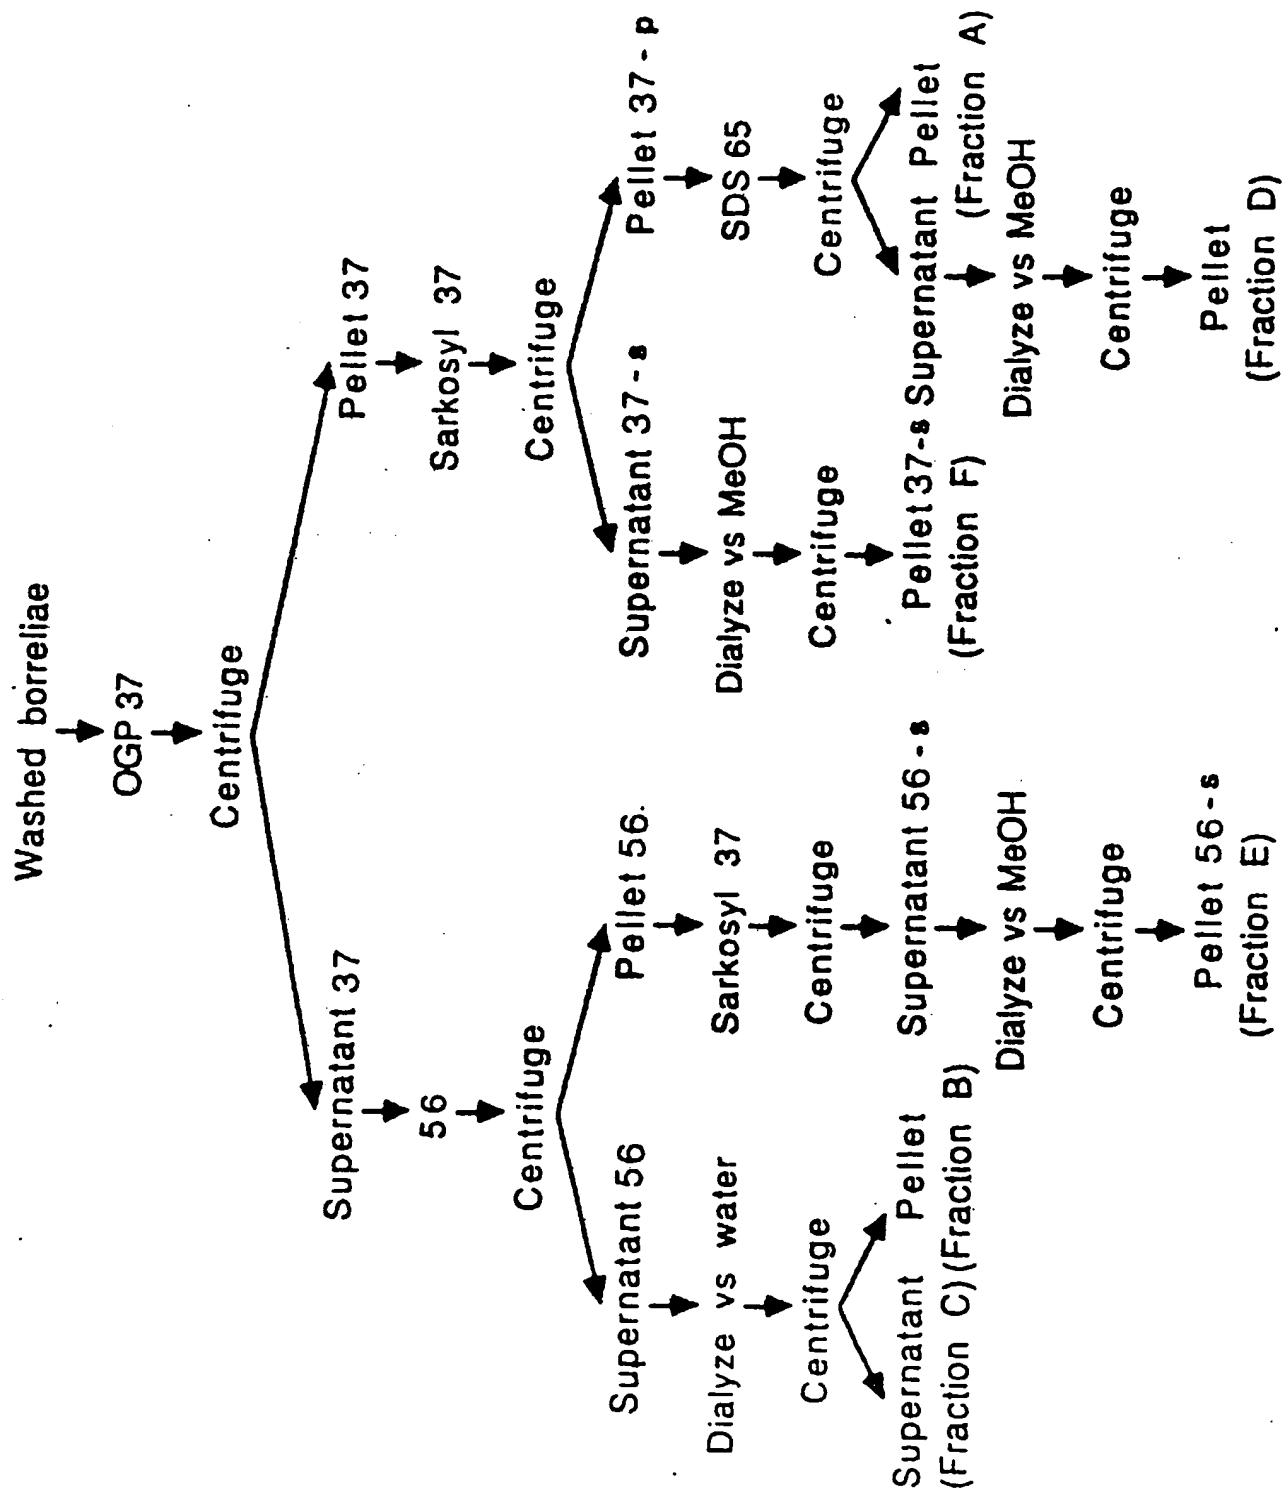 Washed borreliae
OGP 37
Centrifuge
Supernatant 37
Pellet 37
56
Sarkosyl 37
Centrifuge
Centrifuge
Supernatant 56
Pellet 56.
Supernatant 37-s
Pellet 37-p
Dialyze vs water
Sarkosyl 37
Dialyze vs MeOH
SDS 65
Centrifuge
Centrifuge
Centrifuge
Centrifuge
Supernatant
Pellet
Supernatant 56-s
Pellet 37-s
Supernatant
Pellet
(Fraction C)
(Fraction B)
(Fraction F)
(Fraction A)
Dialyze vs MeOH
Dialyze vs MeOH
Centrifuge
Centrifuge
Pellet 56-s
Pellet
(Fraction E)
(Fraction D)